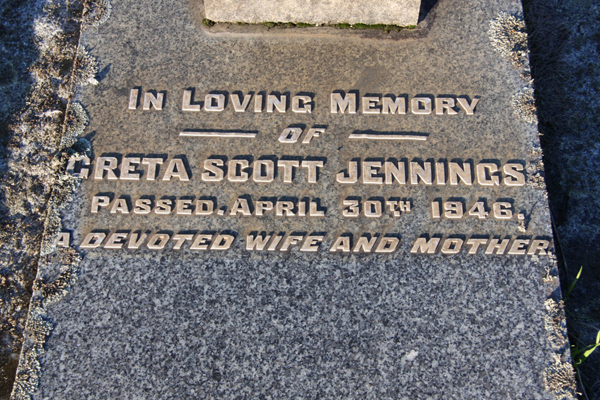 In Loving Memory
OF
GRETA SCOTT JENNINGS
PASSED, APRIL 30TH 1946;
A DEVOTED WIFE AND MOTHER.